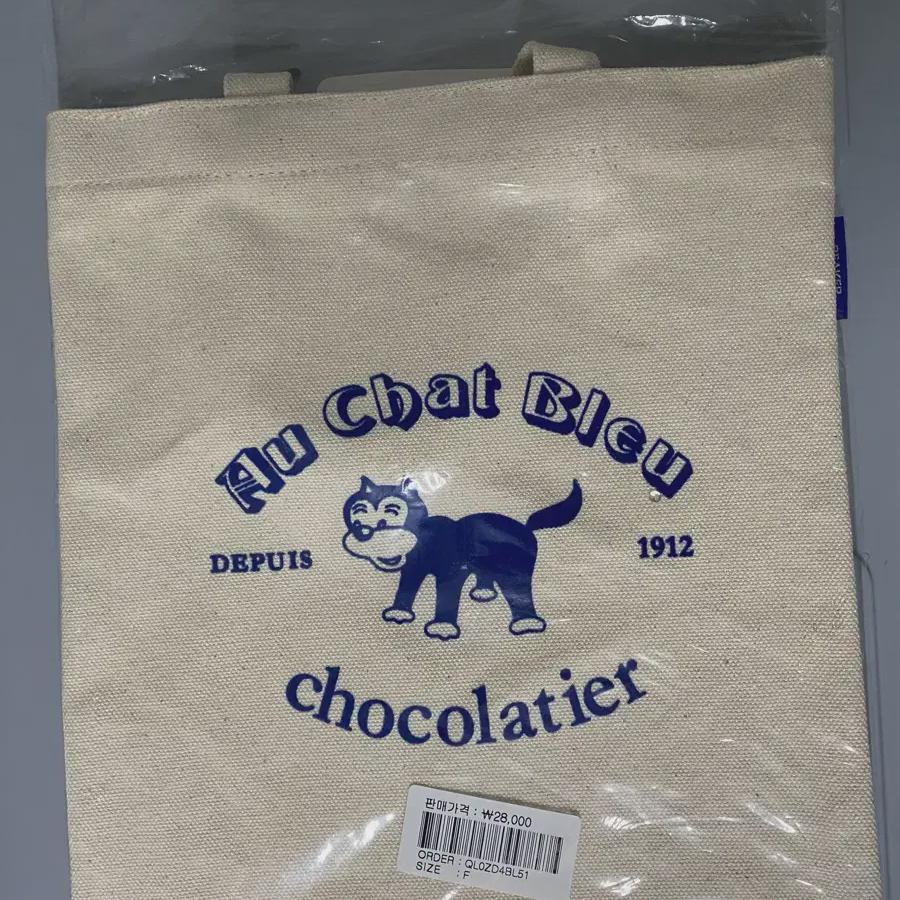 Au Chat Bleu
DEPUIS
1912
chocolatier
판매가격 : ₩28,000
ORDER : QL0ZD4BL51
SIZE : F